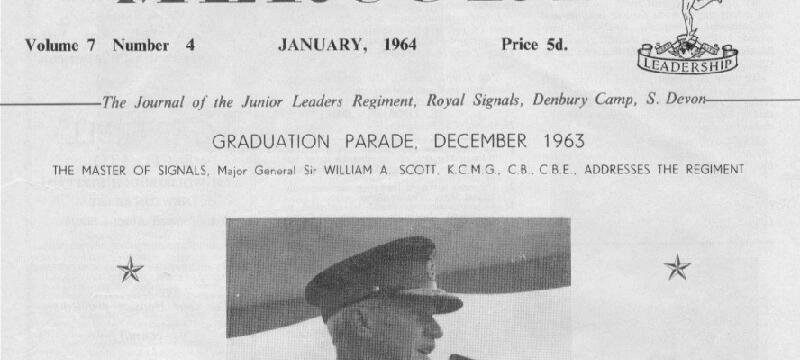 Volume 7 Number 4 JANUARY, 1964 Price 5d.
LEADERSHIP
The Journal of the Junior Leaders Regiment, Royal Signals, Denbury Camp, S. Devon
GRADUATION PARADE, DECEMBER 1963
THE MASTER OF SIGNALS, Major General Sir WILLIAM A. SCOTT, K.C.M.G., C.B., C.B.E., ADDRESSES THE REGIMENT